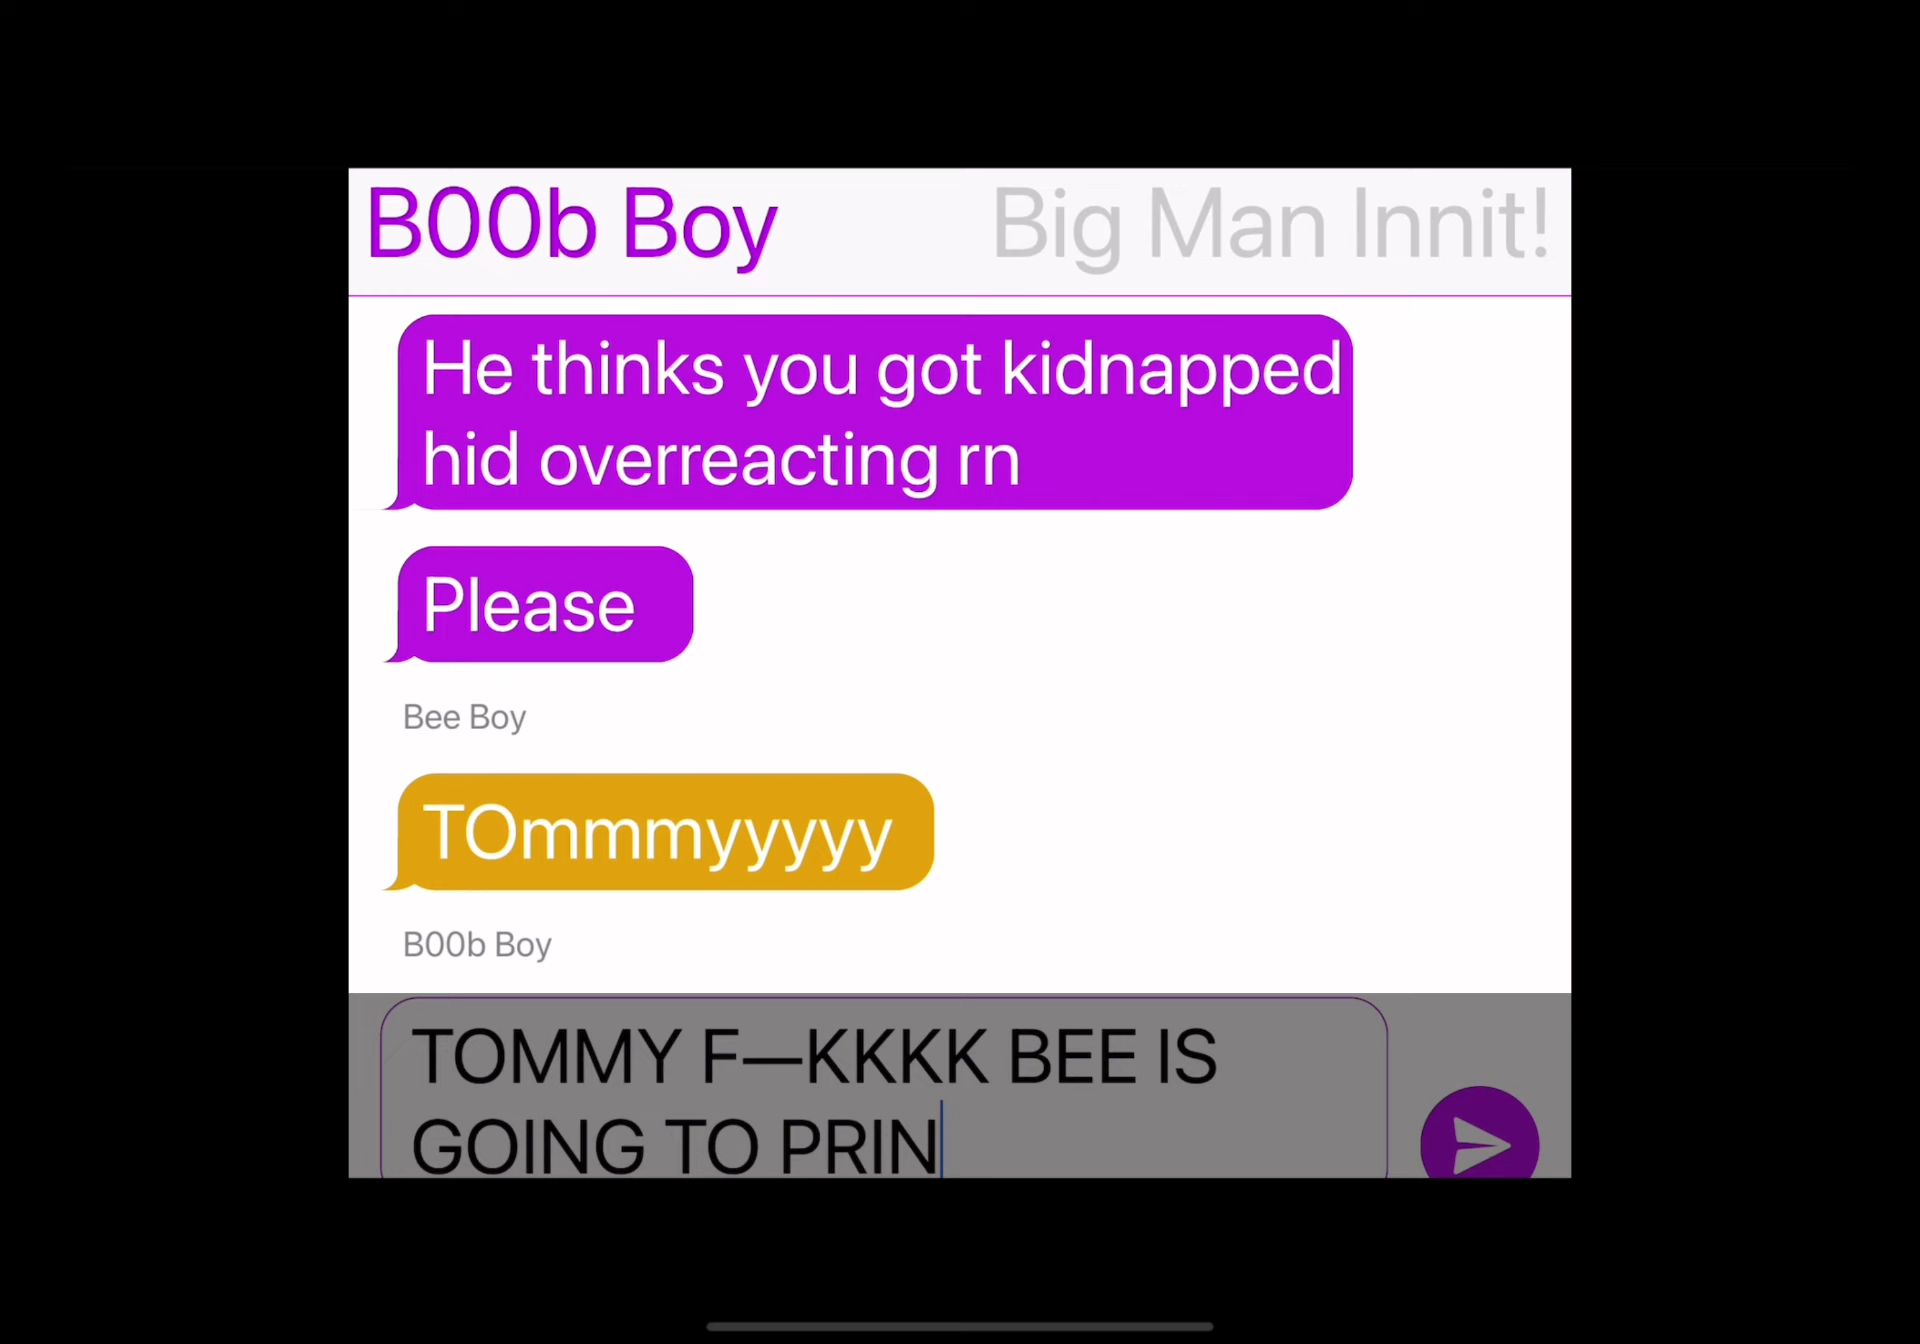 B00b Boy Big Man Innit!
He thinks you got kidnapped
hid overreacting rn
Please
Bee Boy
TOmmmyyyyy
B00b Boy
TOMMY F—KKKK BEE IS
GOING TO PRIN